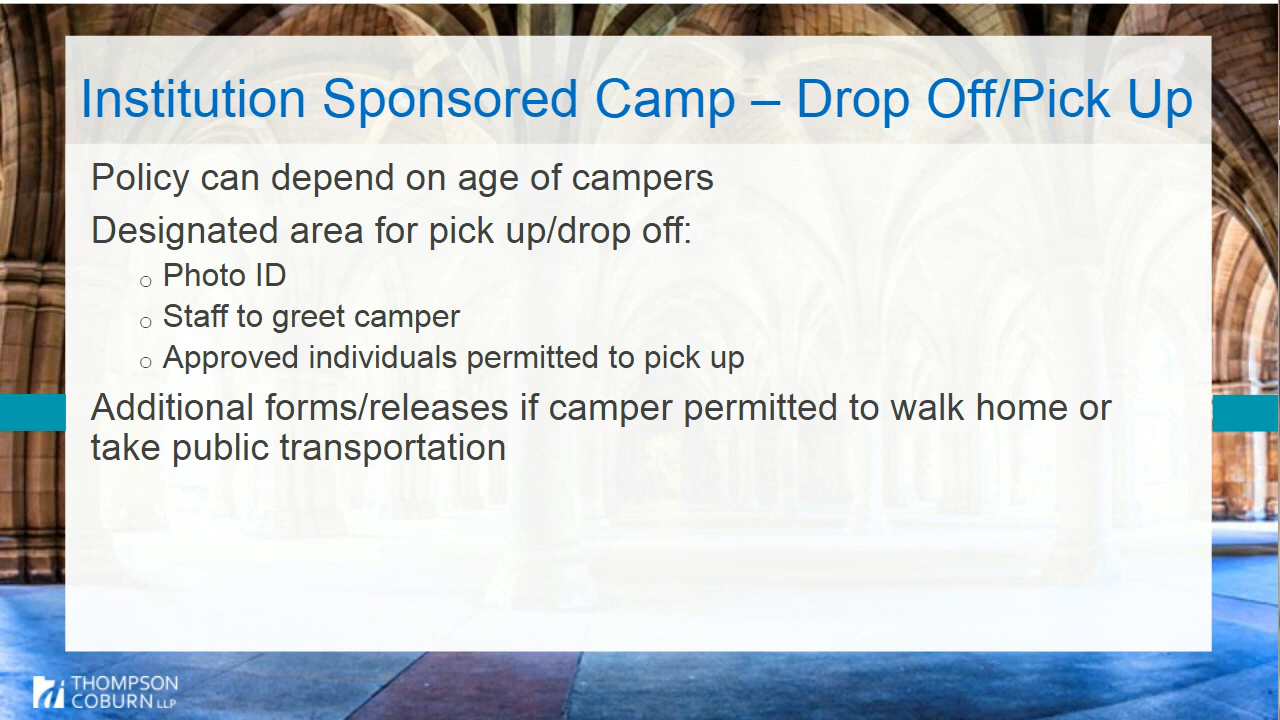 Institution Sponsored Camp – Drop Off/Pick Up
Policy can depend on age of campers
Designated area for pick up/drop off:
○ Photo ID
○ Staff to greet camper
○ Approved individuals permitted to pick up
Additional forms/releases if camper permitted to walk home or
take public transportation
THOMPSON
COBURN LLP